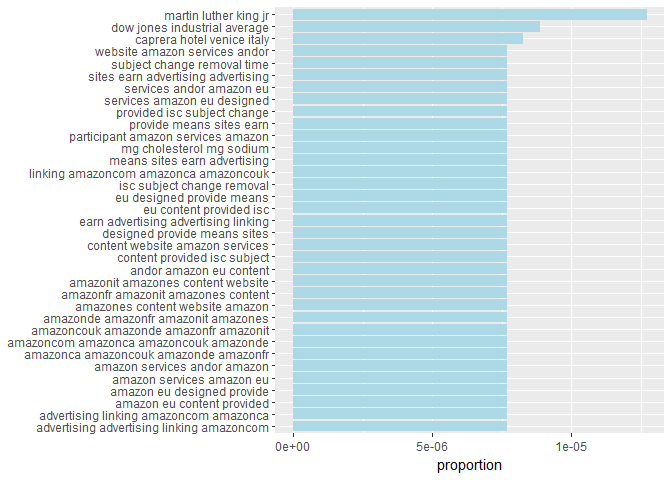 martin luther king jr
dow jones industrial average
caprera hotel venice italy
website amazon services andor
subject change removal time
sites earn advertising advertising
services andor amazon eu
services amazon eu designed
provided isc subject change
provide means sites earn
participant amazon services amazon
mg cholesterol mg sodium
means sites earn advertising
linking amazoncom amazonca amazoncouk
isc subject change removal
eu designed provide means
eu content provided isc
earn advertising advertising linking
designed provide means sites
content website amazon services
content provided isc subject
andor amazon eu content
amazonit amazones content website
amazonfr amazonit amazones content
amazones content website amazon
amazonde amazonfr amazonit amazones
amazoncouk amazonde amazonfr amazonit
amazoncom amazonca amazoncouk amazonde
amazonca amazoncouk amazonde amazonfr
amazon services andor amazon
amazon services amazon eu
amazon eu designed provide
amazon eu content provided
advertising linking amazoncom amazonca
advertising advertising linking amazoncom
0e+00 5e-06 1e-05
proportion